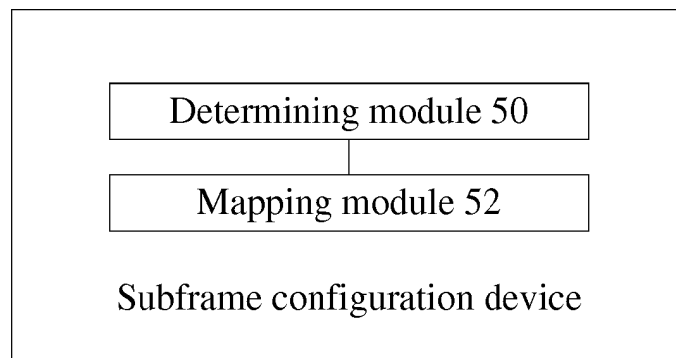 Determining module 50
Mapping module 52
Subframe configuration device